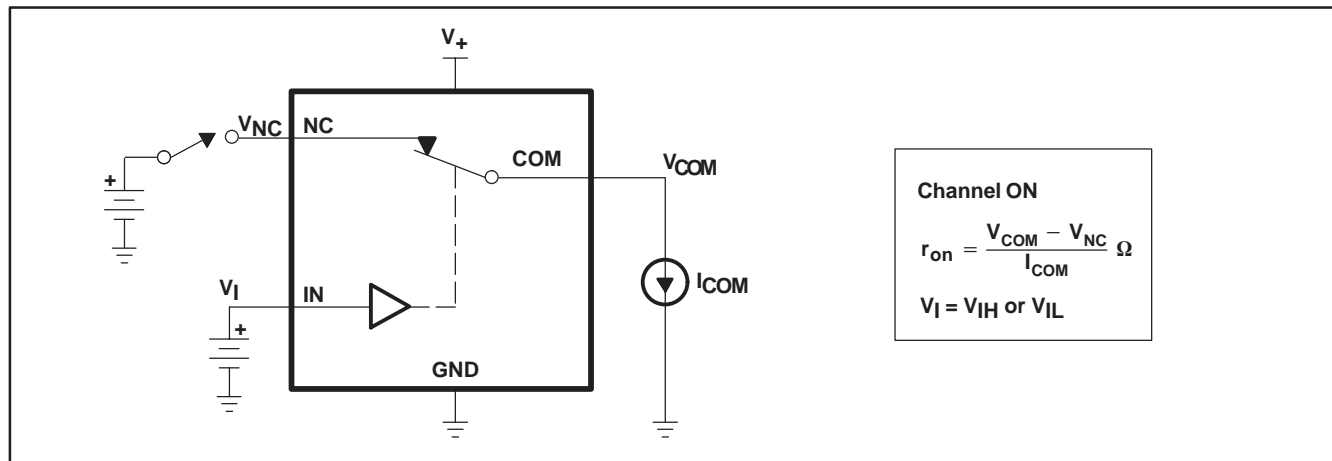 V+
VNC
NC
COM
VCOM
+
VI
IN
+
ICOM
GND
Channel ON
ron = VCOM − VNC / ICOM Ω
VI = VIH or VIL